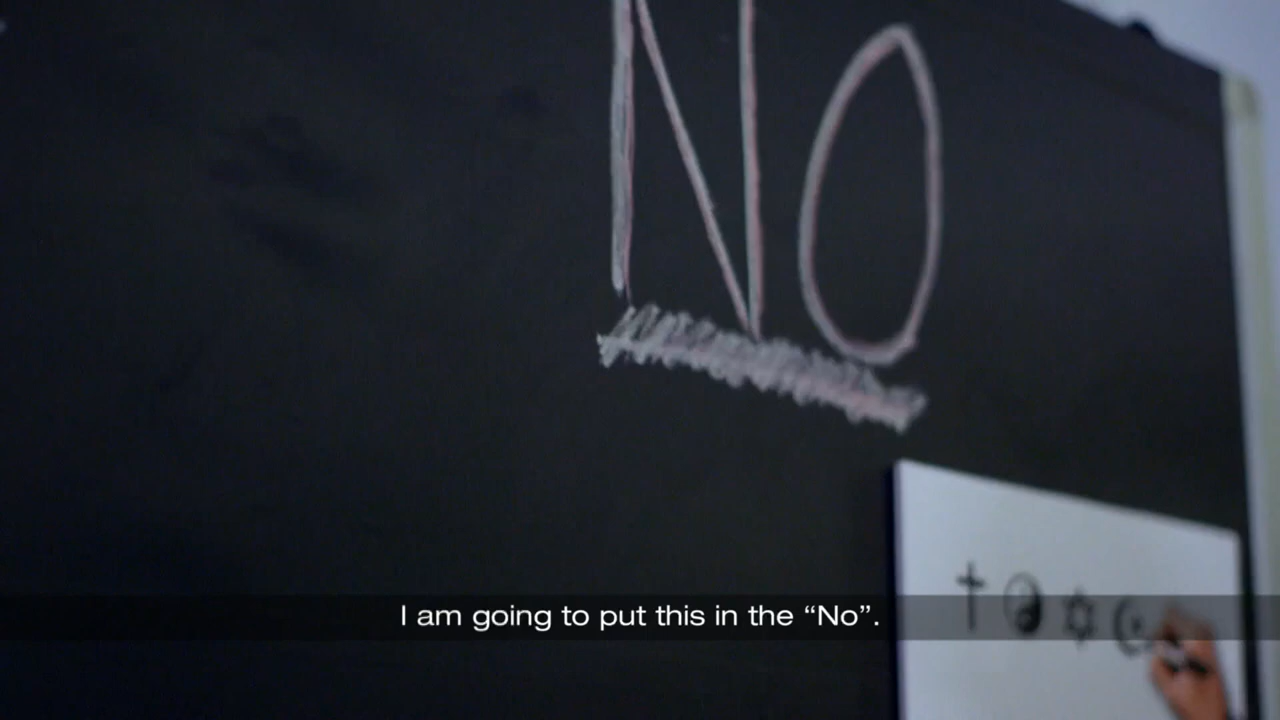 NO
I am going to put this in the “No”.